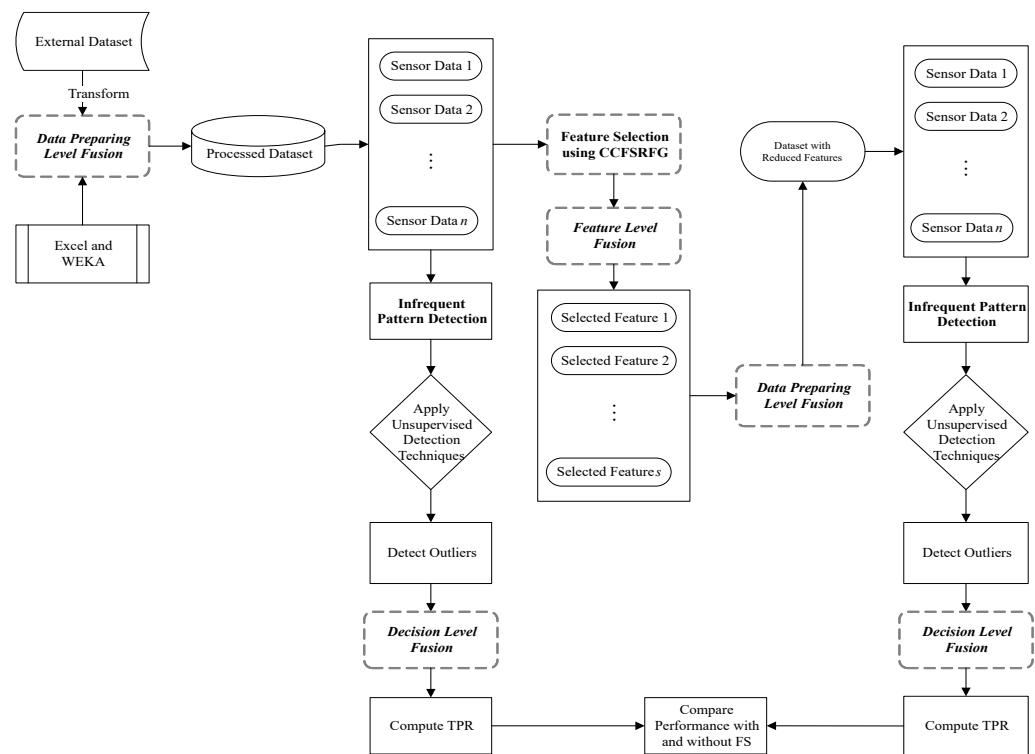 External Dataset
Transform
Data Preparing
Level Fusion
Excel and
WEKA
Processed Dataset
Sensor Data 1
Sensor Data 2
⋮
Sensor Data n
Infrequent
Pattern Detection
Apply
Unsupervised
Detection
Techniques
Detect Outliers
Decision Level
Fusion
Compute TPR
Feature Selection
using CCFSRFG
Feature Level
Fusion
Selected Feature 1
Selected Feature 2
⋮
Selected Feature s
Data Preparing
Level Fusion
Dataset with
Reduced Features
Sensor Data 1
Sensor Data 2
⋮
Sensor Data n
Infrequent Pattern
Detection
Apply
Unsupervised
Detection
Techniques
Detect Outliers
Decision Level
Fusion
Compute TPR
Compare
Performance with
and without FS